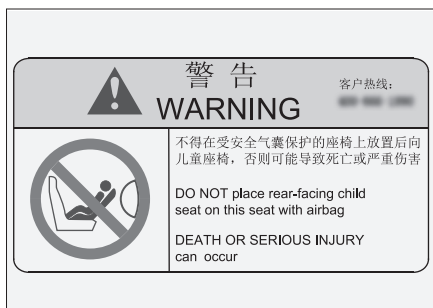 警 告
WARNING
客户热线：
不得在受安全气囊保护的座椅上放置后向
儿童座椅，否则可能导致死亡或严重伤害
DO NOT place rear-facing child
seat on this seat with airbag
DEATH OR SERIOUS INJURY
can occur